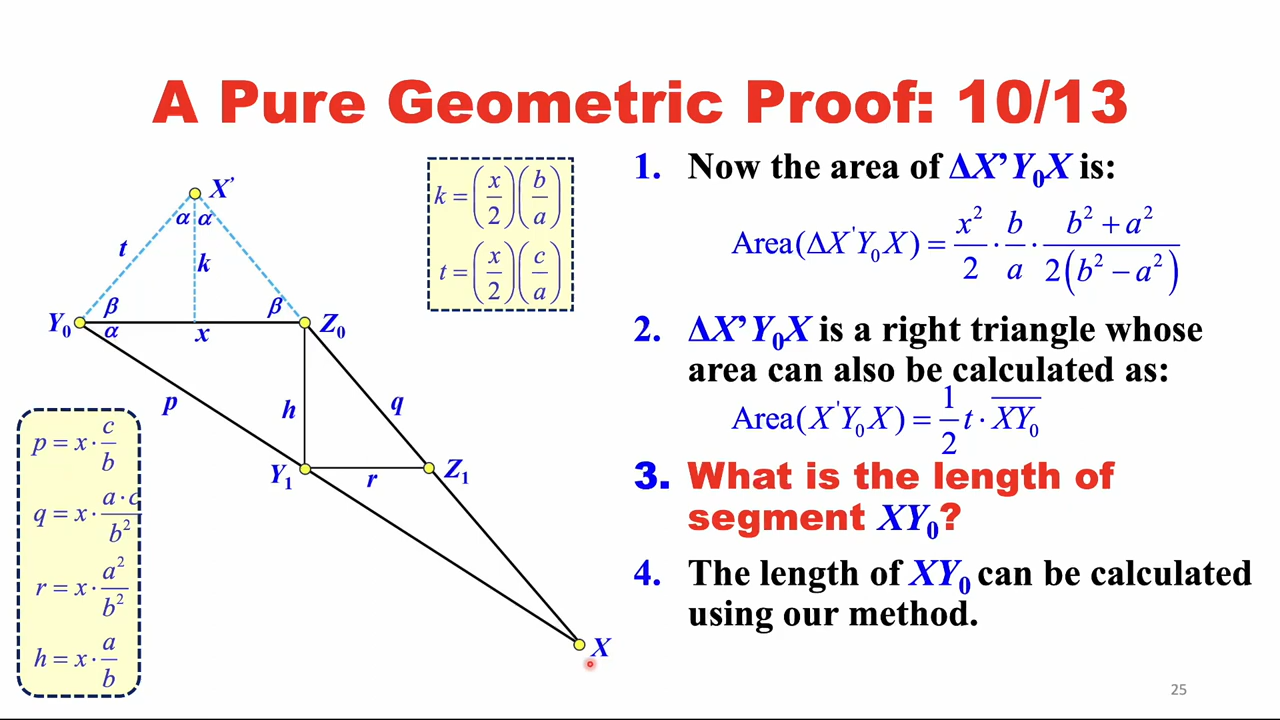 A Pure Geometric Proof: 10/13
X’
α α
t
k
β β
Y₀ α x Z₀
p h q
Y₁ r Z₁
X
k = (x/2)(b/a)
t = (x/2)(c/a)
p = x · c/b
q = x · a·c/b²
r = x · a²/b²
h = x · a/b
1. Now the area of ΔX’Y₀X is:
Area(ΔX'Y₀X) = x²/2 · b/a · (b² + a²)/(2(b² − a²))
2. ΔX’Y₀X is a right triangle whose
area can also be calculated as:
Area(X'Y₀X) = 1/2 t · X̅Y̅₀
3. What is the length of
segment XY₀?
4. The length of XY₀ can be calculated
using our method.
25